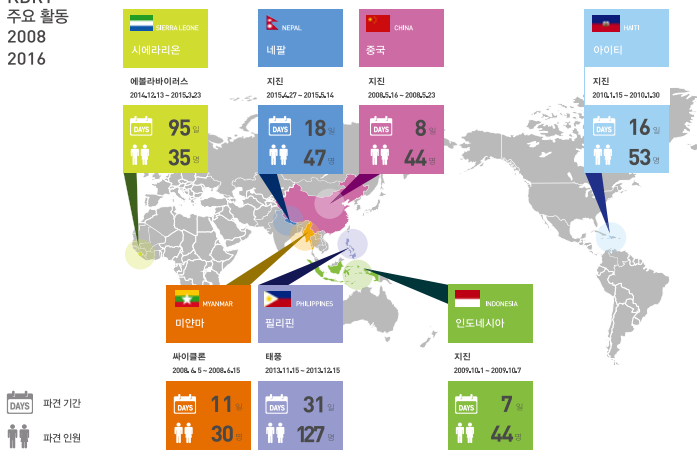 주요 활동
2008
2016
SIERRA LEONE
시에라리온
에볼라바이러스
2014.12.13 ~ 2015.3.23
DAYS 95 일
35 명
NEPAL
네팔
지진
2015.4.27 ~ 2015.5.14
DAYS 18 일
47 명
CHINA
중국
지진
2008.5.16 ~ 2008.5.23
DAYS 8 일
44 명
HAITI
아이티
지진
2010.1.15 ~ 2010.1.30
DAYS 16 일
53 명
MYANMAR
미얀마
싸이클론
2008. 6. 5 ~ 2008.6.15
DAYS 11 일
30 명
PHILIPPINES
필리핀
태풍
2013.11.15 ~ 2013.12.15
DAYS 31 일
127 명
INDONESIA
인도네시아
지진
2009.10.1 ~ 2009.10.7
DAYS 7 일
44 명
DAYS 파견 기간
파견 인원